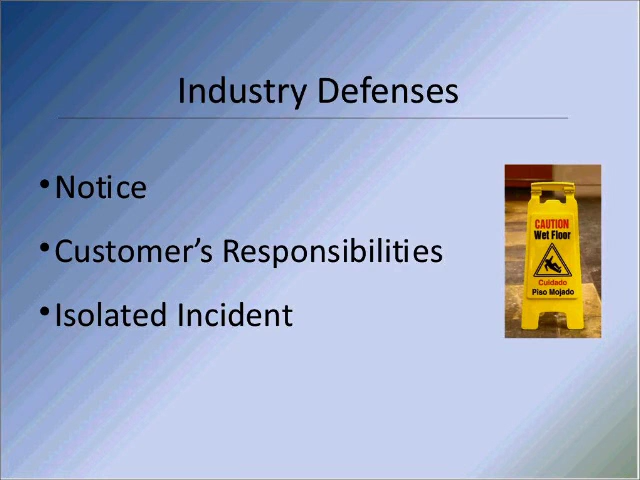 Industry Defenses
•Notice
•Customer's Responsibilities
•Isolated Incident
CAUTION
Wet Floor
Cuidado
Piso Mojado